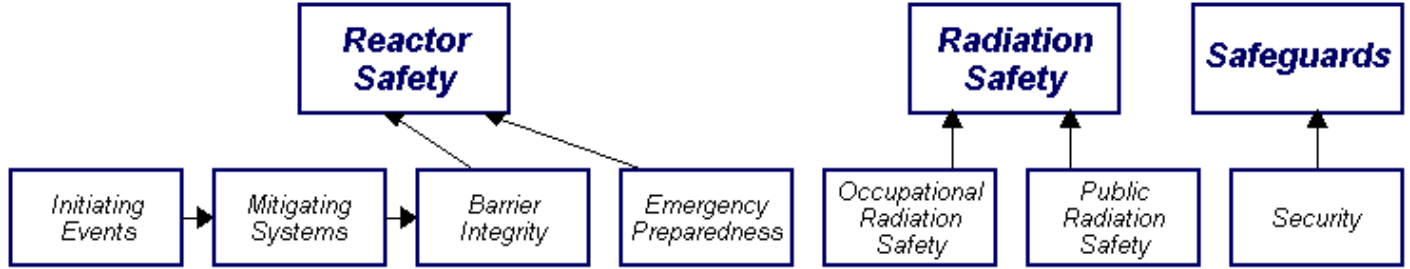 Reactor
Safety
Radiation
Safety
Safeguards
Initiating
Events
Mitigating
Systems
Barrier
Integrity
Emergency
Preparedness
Occupational
Radiation
Safety
Public
Radiation
Safety
Security